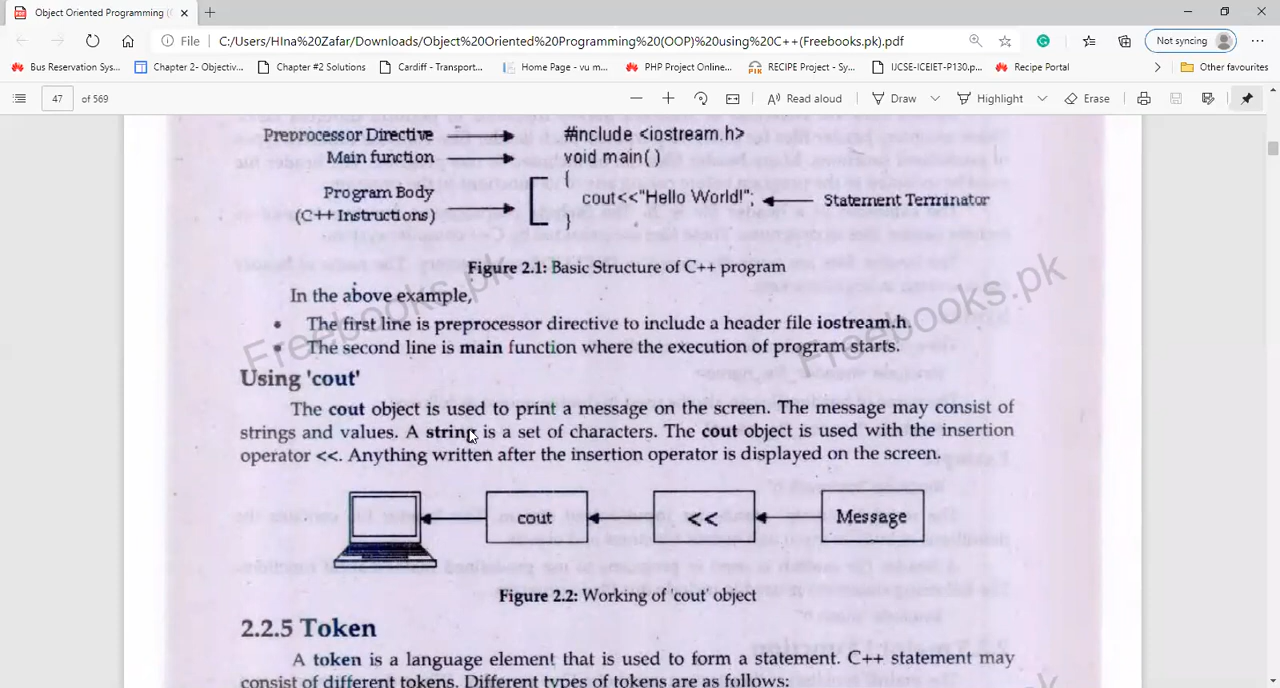 Object Oriented Programming (
File
C:/Users/HIna%20Zafar/Downloads/Object%20Oriented%20Programming%20(OOP)%20using%20C++(Freebooks.pk).pdf
Not syncing
Bus Reservation Sy...
Chapter 2- Objectiv...
Chapter #2 Solutions
Cardiff - Transport...
Home Page - vu m...
PHP Project Online...
RECIPE Project - Sy...
IJCSE-ICEIET-P130.p...
Recipe Portal
Other favourites
47 of 569
Read aloud
Draw
Highlight
Erase
Preprocessor Directive #include <iostream.h>
Main function void main( )
{
Program Body cout<<"Hello World!"; Statement Terminator
(C++ Instructions) }
Figure 2.1: Basic Structure of C++ program
In the above example,
• The first line is preprocessor directive to include a header file iostream.h.
• The second line is main function where the execution of program starts.
Using 'cout'
The cout object is used to print a message on the screen. The message may consist of
strings and values. A string is a set of characters. The cout object is used with the insertion
operator <<. Anything written after the insertion operator is displayed on the screen.
cout << Message
Figure 2.2: Working of 'cout' object
2.2.5 Token
A token is a language element that is used to form a statement. C++ statement may
consist of different tokens. Different types of tokens are as follows:
Freebooks.pk
Freebooks.pk